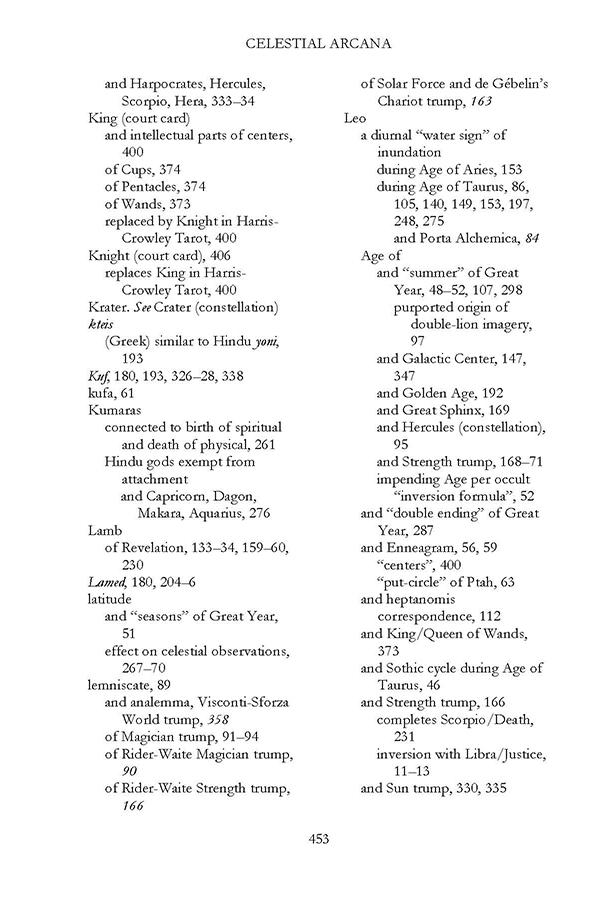 CELESTIAL ARCANA
and Harpocrates, Hercules,
Scorpio, Hera, 333–34
King (court card)
and intellectual parts of centers,
400
of Cups, 374
of Pentacles, 374
of Wands, 373
replaced by Knight in Harris-
Crowley Tarot, 400
Knight (court card), 406
replaces King in Harris-
Crowley Tarot, 400
Krater. See Crater (constellation)
kteis
(Greek) similar to Hindu yoni,
193
Kuf, 180, 193, 326–28, 338
kufa, 61
Kumaras
connected to birth of spiritual
and death of physical, 261
Hindu gods exempt from
attachment
and Capricorn, Dagon,
Makara, Aquarius, 276
Lamb
of Revelation, 133–34, 159–60,
230
Lamed, 180, 204–6
latitude
and “seasons” of Great Year,
51
effect on celestial observations,
267–70
lemniscate, 89
and analemma, Visconti-Sforza
World trump, 358
of Magician trump, 91–94
of Rider-Waite Magician trump,
90
of Rider-Waite Strength trump,
166
of Solar Force and de Gébelin’s
Chariot trump, 163
Leo
a diurnal “water sign” of
inundation
during Age of Aries, 153
during Age of Taurus, 86,
105, 140, 149, 153, 197,
248, 275
and Porta Alchemica, 84
Age of
and “summer” of Great
Year, 48–52, 107, 298
purported origin of
double-lion imagery,
97
and Galactic Center, 147,
347
and Golden Age, 192
and Great Sphinx, 169
and Hercules (constellation),
95
and Strength trump, 168–71
impending Age per occult
“inversion formula”, 52
and “double ending” of Great
Year, 287
and Enneagram, 56, 59
“centers”, 400
“put-circle” of Ptah, 63
and heptanomis
correspondence, 112
and King/Queen of Wands,
373
and Sothic cycle during Age of
Taurus, 46
and Strength trump, 166
completes Scorpio/Death,
231
inversion with Libra/Justice,
11–13
and Sun trump, 330, 335
453